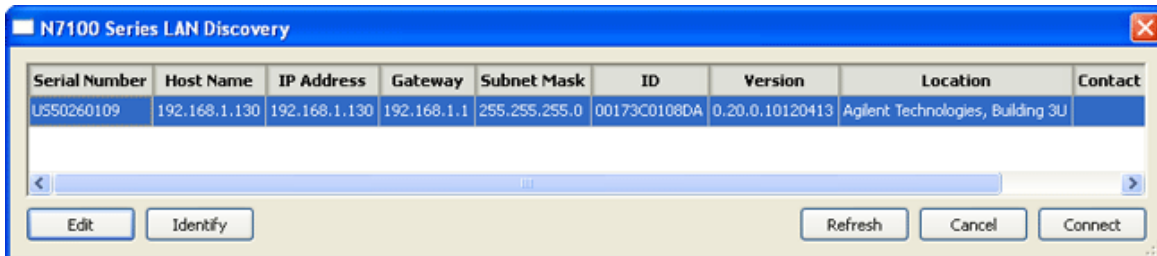 N7100 Series LAN Discovery
Serial Number Host Name IP Address Gateway Subnet Mask ID Version Location Contact
US50260109 192.168.1.130 192.168.1.130 192.168.1.1 255.255.255.0 00173C0108DA 0.20.0.10120413 Agilent Technologies, Building 3U
Edit Identify Refresh Cancel Connect